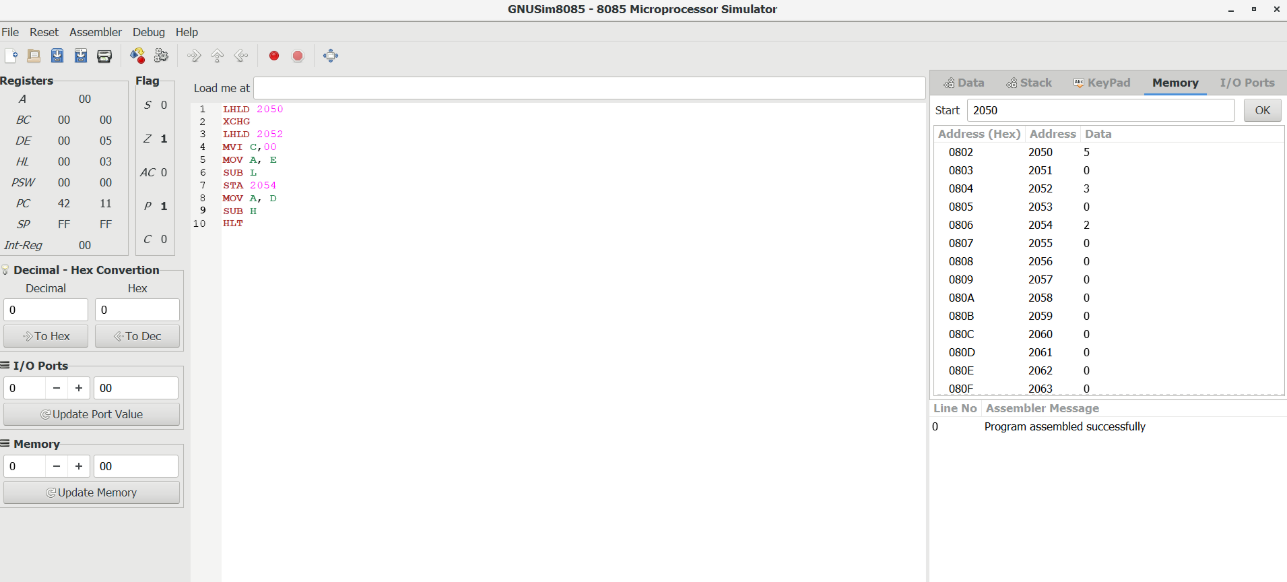 GNUSim8085 - 8085 Microprocessor Simulator
File Reset Assembler Debug Help
Registers
A 00
BC 00 00
DE 00 05
HL 00 03
PSW 00 00
PC 42 11
SP FF FF
Int-Reg 00
Flag
S 0
Z 1
AC 0
P 1
C 0
Decimal - Hex Convertion
Decimal Hex
0 0
To Hex To Dec
I/O Ports
0 − + 00
Update Port Value
Memory
0 − + 00
Update Memory
Load me at
1 LHLD 2050
2 XCHG
3 LHLD 2052
4 MVI C,00
5 MOV A, E
6 SUB L
7 STA 2054
8 MOV A, D
9 SUB H
10 HLT
Data Stack KeyPad Memory I/O Ports
Start 2050 OK
Address (Hex) Address Data
0802 2050 5
0803 2051 0
0804 2052 3
0805 2053 0
0806 2054 2
0807 2055 0
0808 2056 0
0809 2057 0
080A 2058 0
080B 2059 0
080C 2060 0
080D 2061 0
080E 2062 0
080F 2063 0
Line No Assembler Message
0 Program assembled successfully